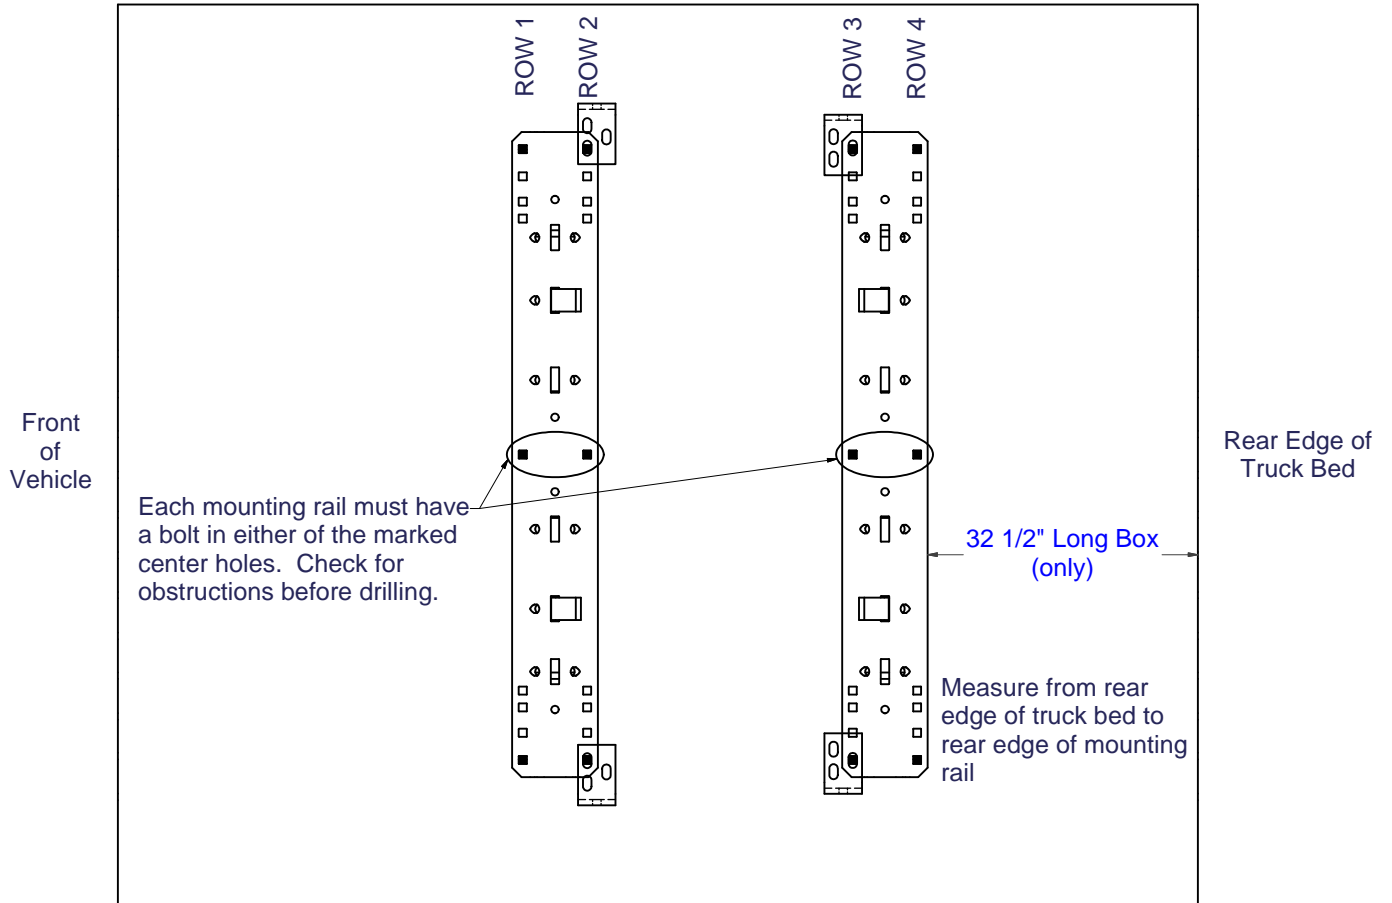 ROW 1
ROW 2
ROW 3
ROW 4
Front
of
Vehicle
Each mounting rail must have
a bolt in either of the marked
center holes.  Check for
obstructions before drilling.
Rear Edge of
Truck Bed
32 1/2" Long Box
(only)
Measure from rear
edge of truck bed to
rear edge of mounting
rail